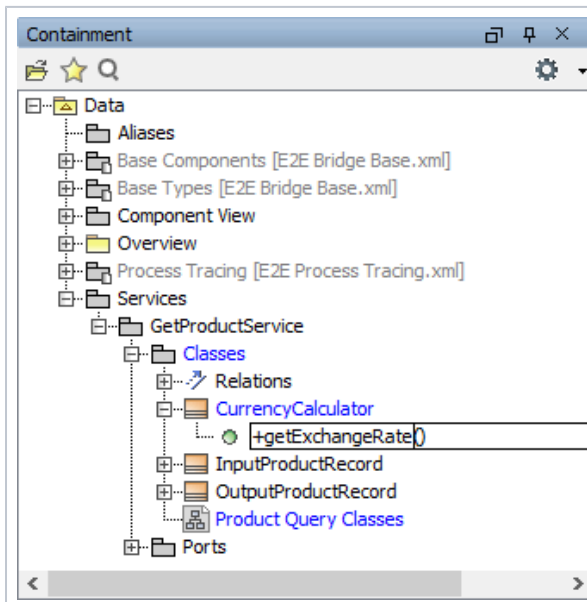 Containment
Data
Aliases
Base Components [E2E Bridge Base.xml]
Base Types [E2E Bridge Base.xml]
Component View
Overview
Process Tracing [E2E Process Tracing.xml]
Services
GetProductService
Classes
Relations
CurrencyCalculator
+getExchangeRate()
InputProductRecord
OutputProductRecord
Product Query Classes
Ports